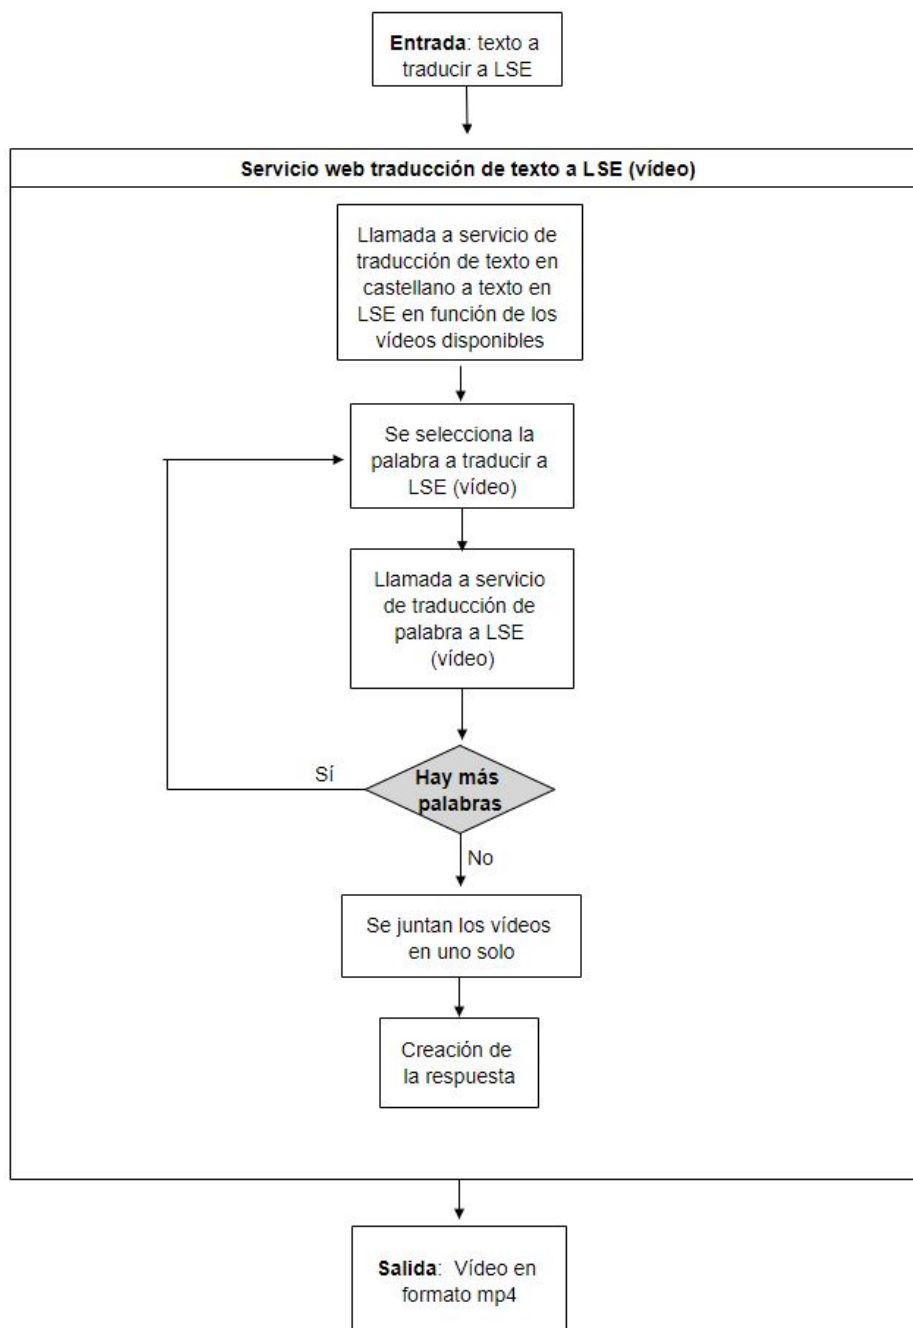 Entrada: texto a
traducir a LSE
Servicio web traducción de texto a LSE (vídeo)
Llamada a servicio de
traducción de texto en
castellano a texto en
LSE en función de los
vídeos disponibles
Se selecciona la
palabra a traducir a
LSE (vídeo)
Llamada a servicio
de traducción de
palabra a LSE
(vídeo)
Sí
Hay más
palabras
No
Se juntan los vídeos
en uno solo
Creación de
la respuesta
Salida: Vídeo en
formato mp4